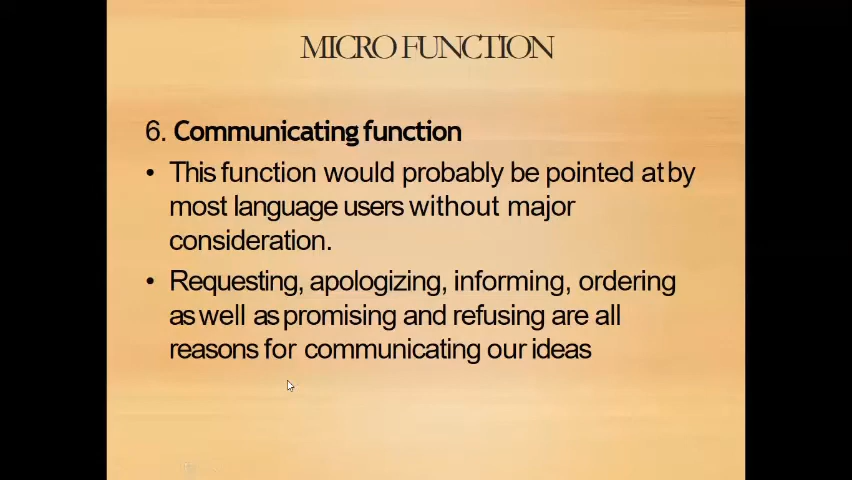 MICRO FUNCTION
6. Communicating function
• This function would probably be pointed at by
most language users without major
consideration.
• Requesting, apologizing, informing, ordering
as well as promising and refusing are all
reasons for communicating our ideas